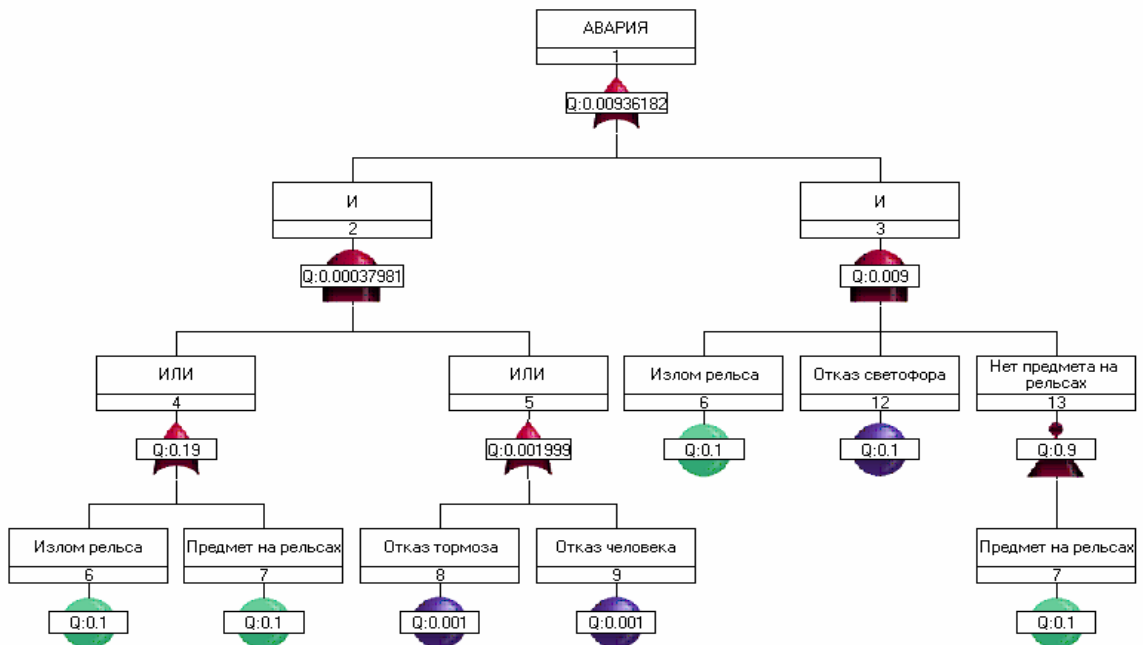 АВАРИЯ
1
Q:0.00936182
И
2
Q:0.00037981
И
3
Q:0.009
ИЛИ
4
Q:0.19
ИЛИ
5
Q:0.001999
Излом рельса
6
Q:0.1
Отказ светофора
12
Q:0.1
Нет предмета на
рельсах
13
Q:0.9
Излом рельса
6
Q:0.1
Предмет на рельсах
7
Q:0.1
Отказ тормоза
8
Q:0.001
Отказ человека
9
Q:0.001
Предмет на рельсах
7
Q:0.1